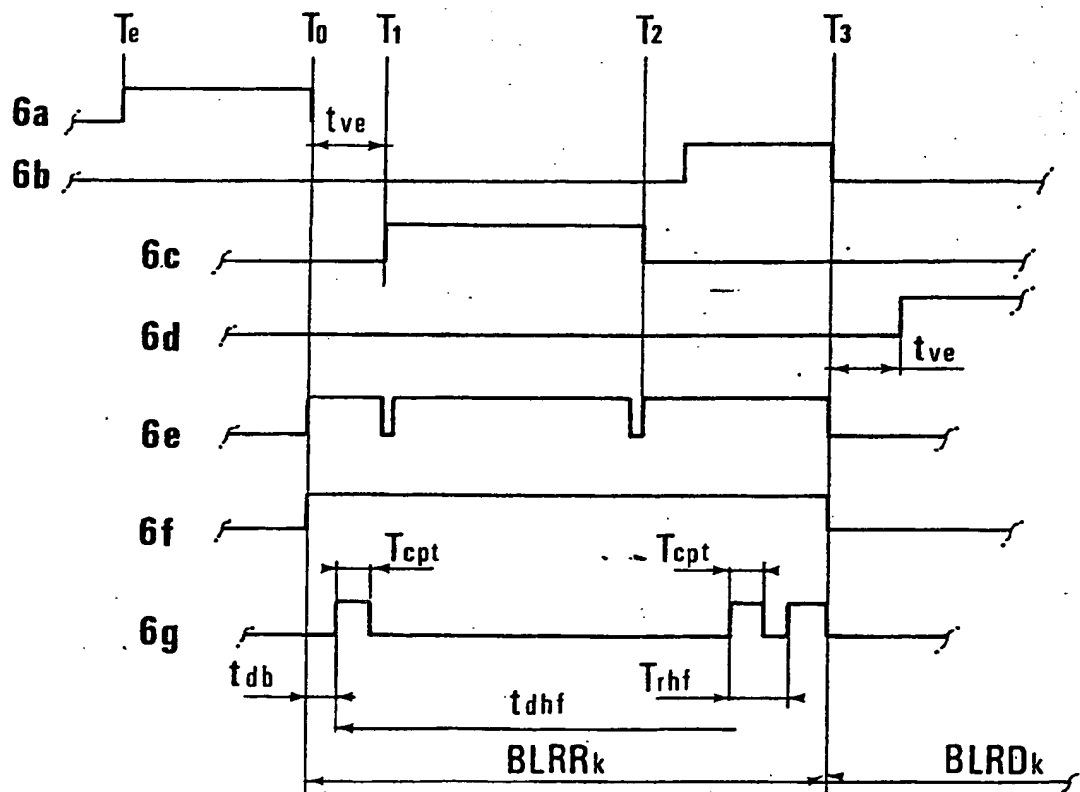 Te T0 T1 T2 T3
6a
tve
6b
6c
6d
tve
6e
6f
Tcpt Tcpt
6g
tdb
tdhf
Trhf
BLRRk BLRDk